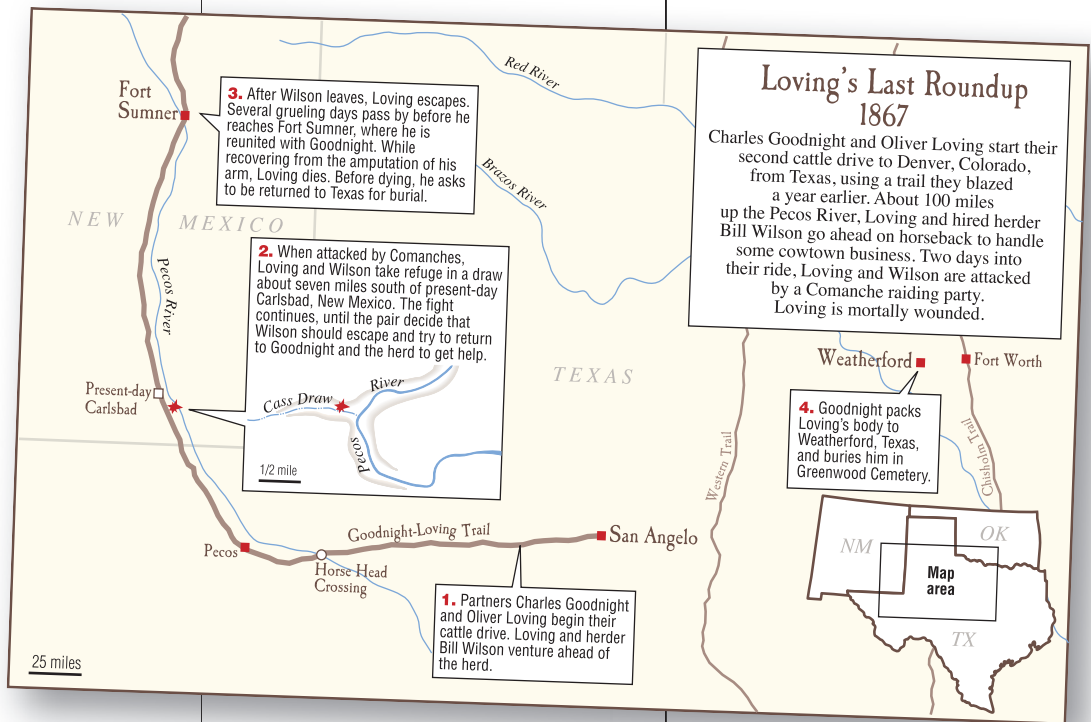 Loving's Last Roundup
1867
Charles Goodnight and Oliver Loving start their
second cattle drive to Denver, Colorado,
from Texas, using a trail they blazed
a year earlier. About 100 miles
up the Pecos River, Loving and hired herder
Bill Wilson go ahead on horseback to handle
some cowtown business. Two days into
their ride, Loving and Wilson are attacked
by a Comanche raiding party.
Loving is mortally wounded.
Red River
Brazos River
Fort
Sumner
3. After Wilson leaves, Loving escapes.
Several grueling days pass by before he
reaches Fort Sumner, where he is
reunited with Goodnight. While
recovering from the amputation of his
arm, Loving dies. Before dying, he asks
to be returned to Texas for burial.
NEW MEXICO
Pecos River
2. When attacked by Comanches,
Loving and Wilson take refuge in a draw
about seven miles south of present-day
Carlsbad, New Mexico. The fight
continues, until the pair decide that
Wilson should escape and try to return
to Goodnight and the herd to get help.
Cass Draw
River
Pecos
1/2 mile
Present-day
Carlsbad
TEXAS
Weatherford
Fort Worth
4. Goodnight packs
Loving's body to
Weatherford, Texas,
and buries him in
Greenwood Cemetery.
Western Trail
Chisholm Trail
Pecos
Horse Head
Crossing
Goodnight-Loving Trail
San Angelo
1. Partners Charles Goodnight
and Oliver Loving begin their
cattle drive. Loving and herder
Bill Wilson venture ahead of
the herd.
NM
OK
Map
area
TX
25 miles